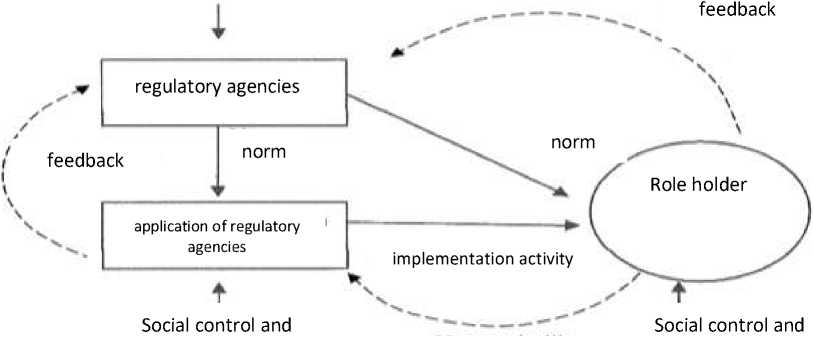 feedback
regulatory agencies
norm
norm
feedback
Role holder
application of regulatory
agencies
implementation activity
Social control and
Social control and